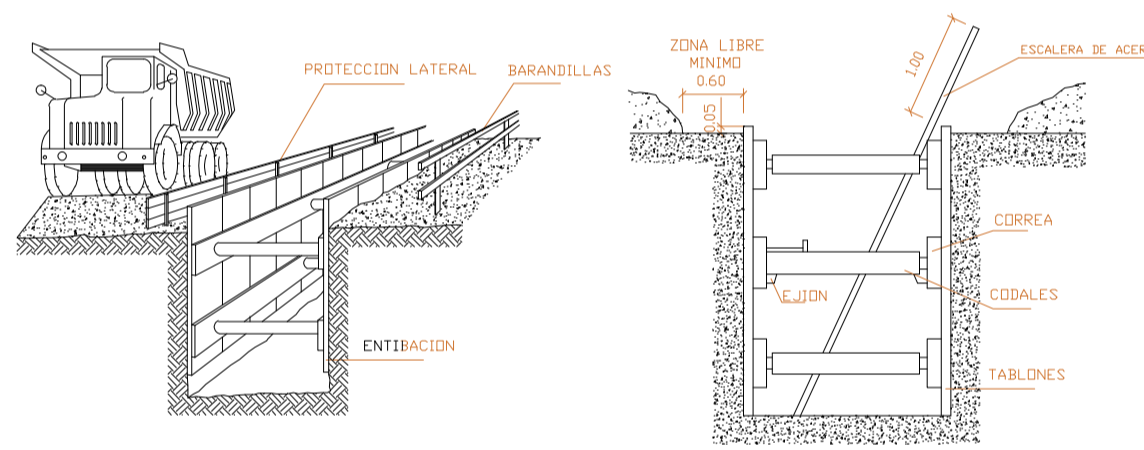 PROTECCION LATERAL
BARANDILLAS
ENTIBACION
ZONA LIBRE
MINIMO
0.60
0.05
1.00
ESCALERA DE ACER
CORREA
EJION
CODALES
TABLONES